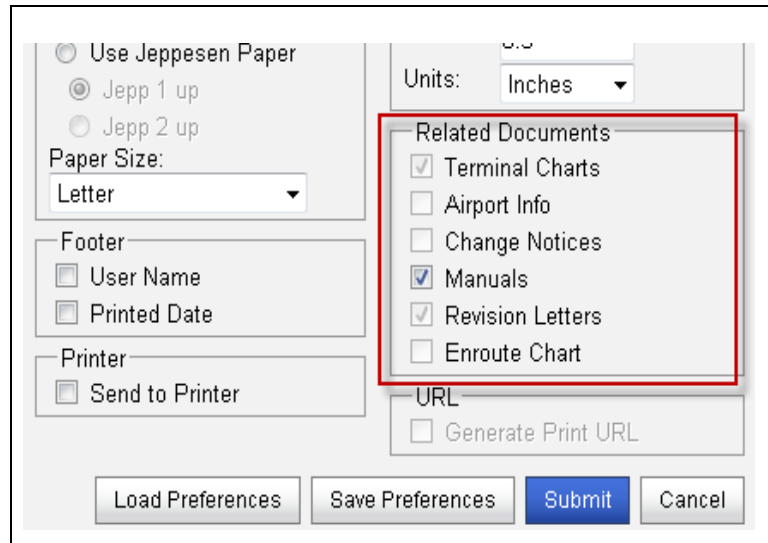 Use Jeppesen Paper
Jepp 1 up
Jepp 2 up
Paper Size:
Letter
Footer
User Name
Printed Date
Printer
Send to Printer
Units:
Inches
Related Documents
Terminal Charts
Airport Info
Change Notices
Manuals
Revision Letters
Enroute Chart
URL
Generate Print URL
Load Preferences
Save Preferences
Submit
Cancel